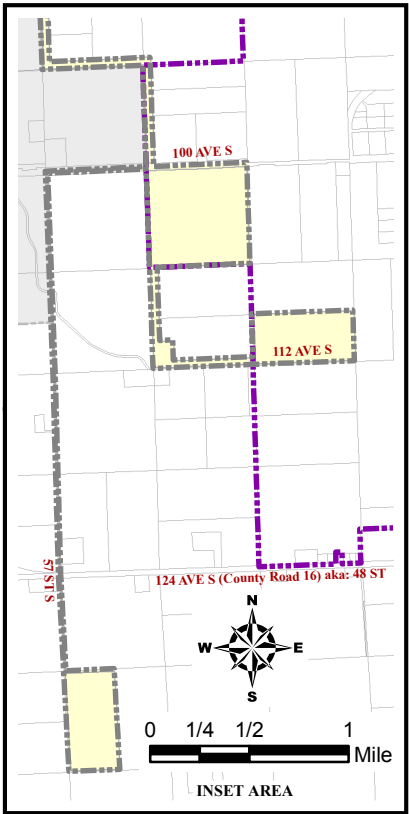 100 AVE S
112 AVE S
57 ST S
124 AVE S (County Road 16) aka: 48 ST
N
W E
S
0 1/4 1/2 1
Mile
INSET AREA